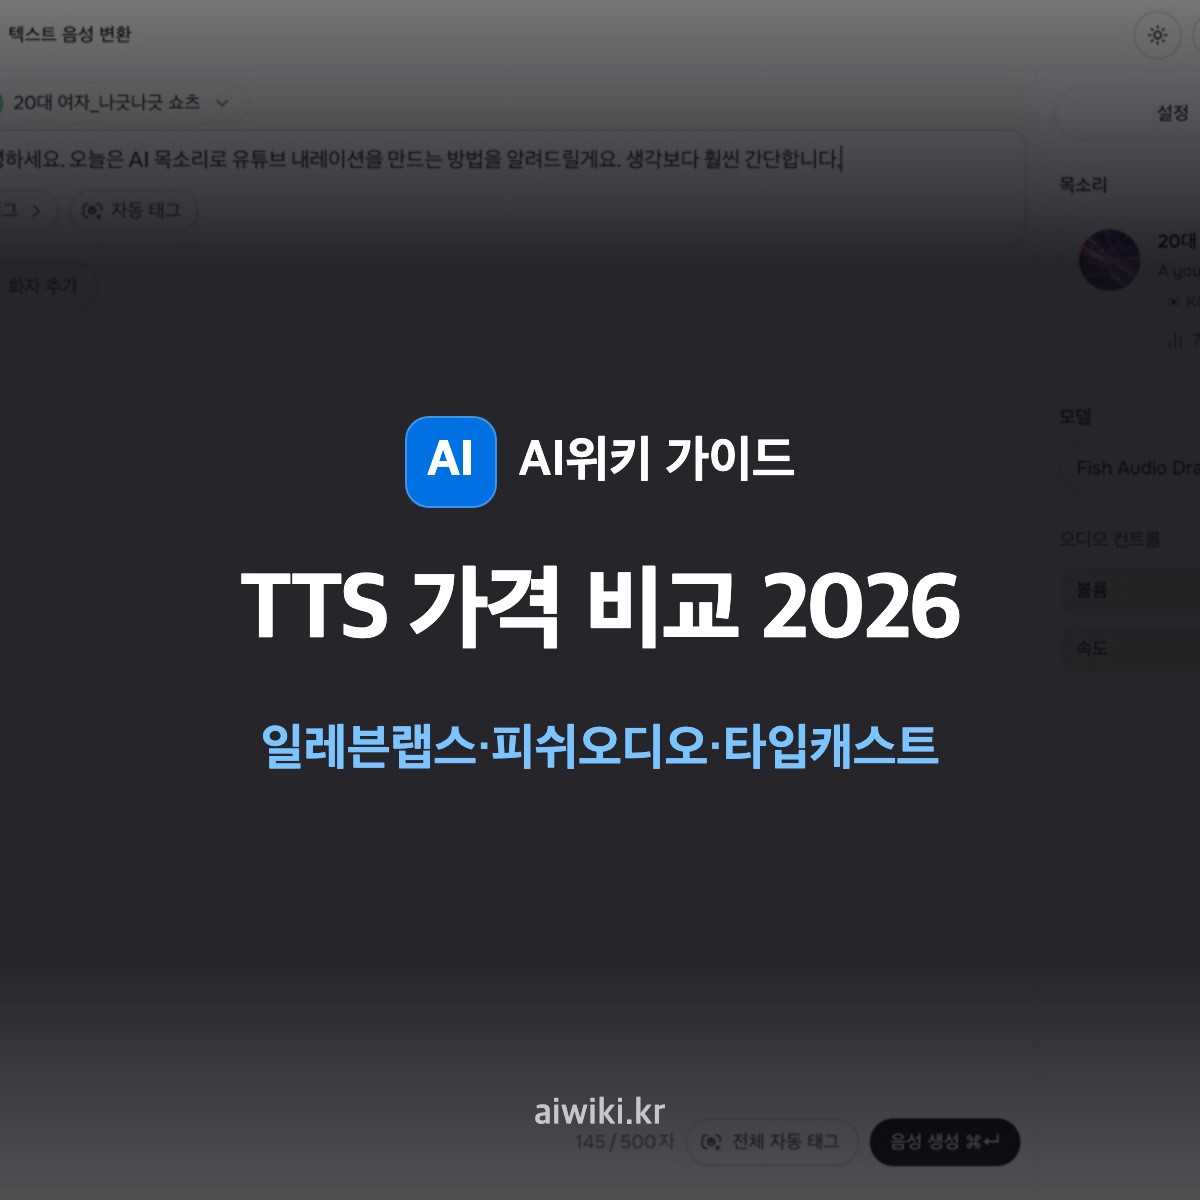 텍스트 음성 변환
20대 여자_나긋나긋 쇼츠
설정
하세요. 오늘은 AI 목소리로 유튜브 내레이션을 만드는 방법을 알려드릴게요. 생각보다 훨씬 간단합니다.
목소리
자동 태그
20대
A you
화자 추가
모델
AI AI위키 가이드
Fish Audio Dra
오디오 컨트롤
TTS 가격 비교 2026
볼륨
속도
일레븐랩스·피쉬오디오·타입캐스트
aiwiki.kr
145 / 500 자 전체 자동 태그 음성 생성 ⌘↵